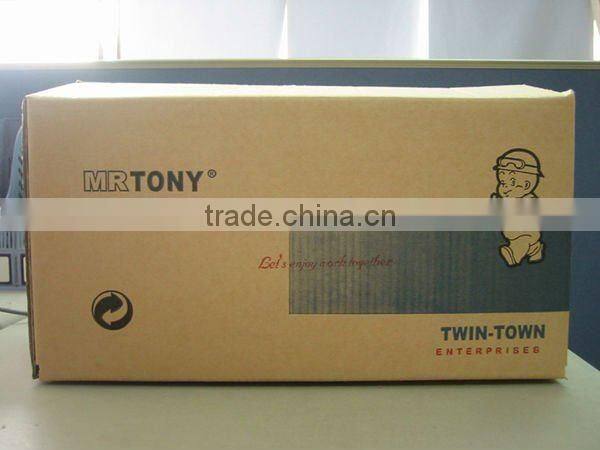 MRTONY®
trade.china.cn
Let's enjoy work together
TWIN-TOWN
ENTERPRISES